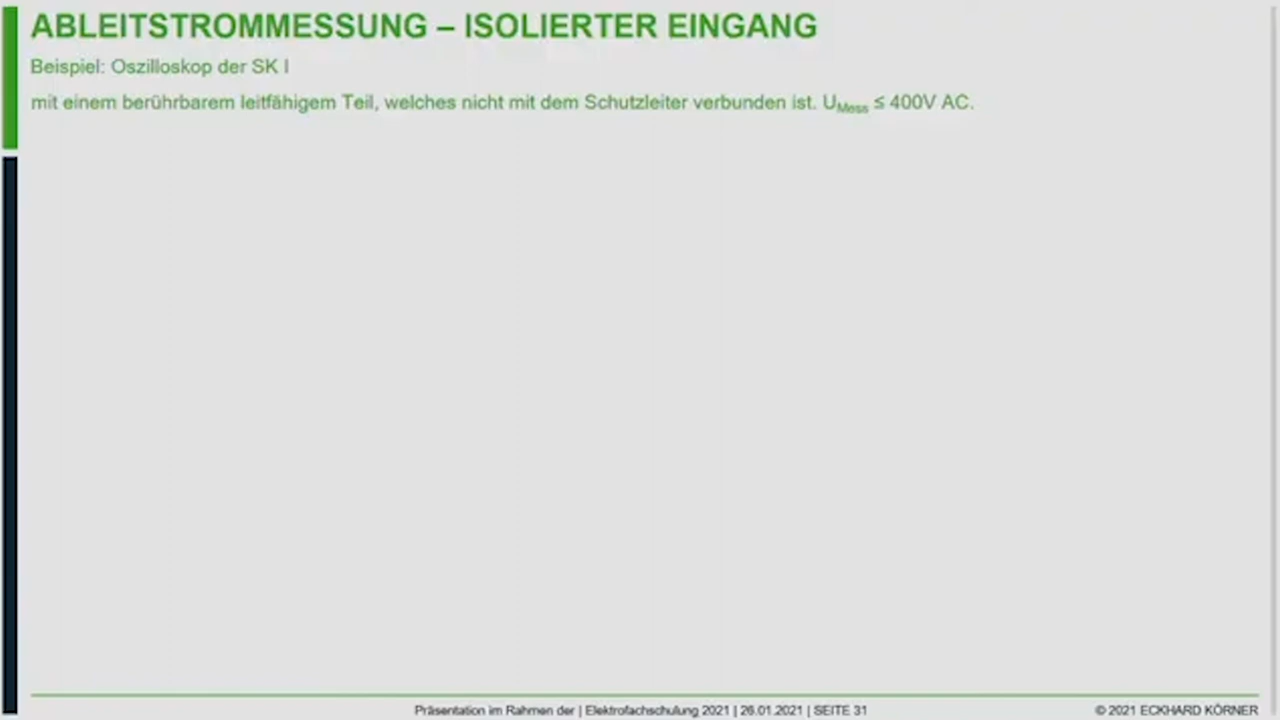 ABLEITSTROMMESSUNG – ISOLIERTER EINGANG
Beispiel: Oszilloskop der SK I
mit einem berührbarem leitfähigem Teil, welches nicht mit dem Schutzleiter verbunden ist. UMess ≤ 400V AC.
Präsentation im Rahmen der | Elektrofachschulung 2021 | 26.01.2021 | SEITE 31
© 2021 ECKHARD KÖRNER